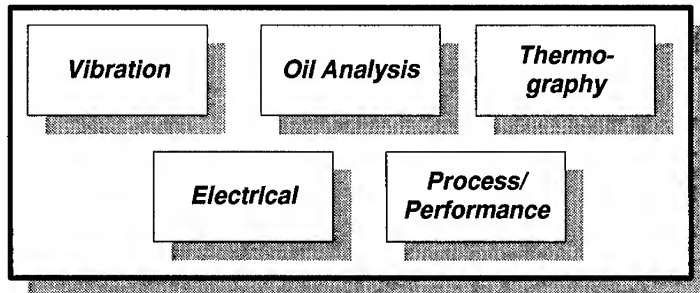 Vibration
Oil Analysis
Thermo-
graphy
Electrical
Process/
Performance